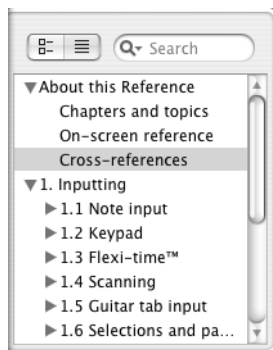 Search
About this Reference
Chapters and topics
On-screen reference
Cross-references
1. Inputting
1.1 Note input
1.2 Keypad
1.3 Flexi-time™
1.4 Scanning
1.5 Guitar tab input
1.6 Selections and pa...